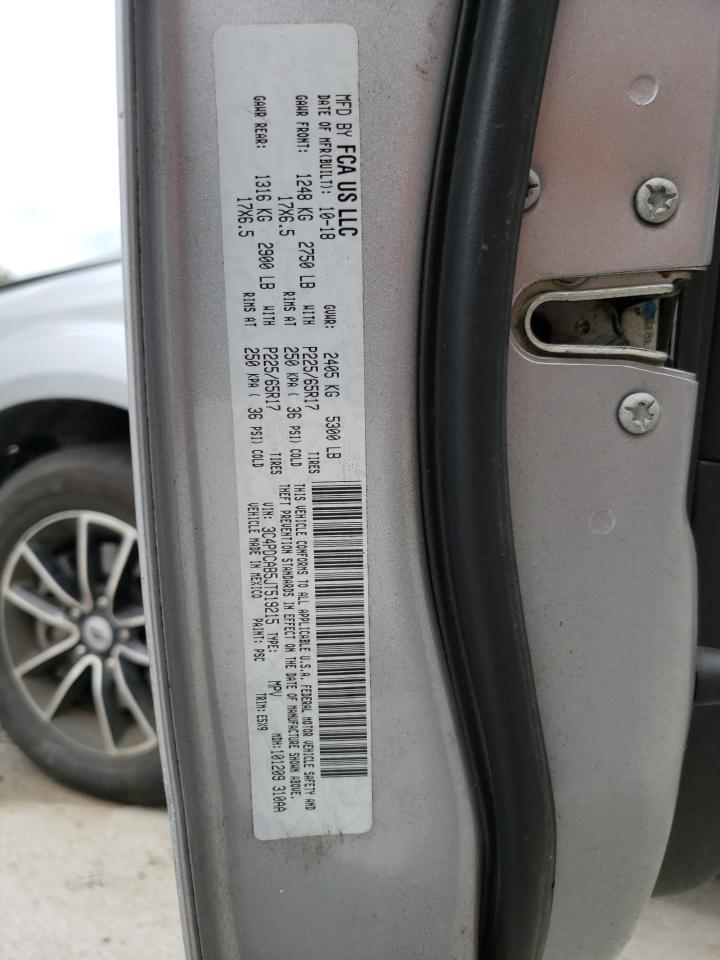 MFD BY FCA US LLC
DATE OF MFR(BUILT): 10-18 GVWR: 2405 KG 5300 LB
GAWR FRONT: 1248 KG 2750 LB WITH P225/65R17 TIRES
17X6.5 RIMS AT 250 KPA ( 36 PSI) COLD
GAWR REAR: 1316 KG 2900 LB WITH P225/65R17 TIRES
17X6.5 RIMS AT 250 KPA ( 36 PSI) COLD
THIS VEHICLE CONFORMS TO ALL APPLICABLE U.S.A. FEDERAL MOTOR VEHICLE SAFETY AND
THEFT PREVENTION STANDARDS IN EFFECT ON THE DATE OF MANUFACTURE SHOWN ABOVE.
VIN: 3C4PDCAB5JT519215 TYPE: MPV MDH:101209 310AA
VEHICLE MADE IN MEXICO PAINT: PSC TRIM:E5X9